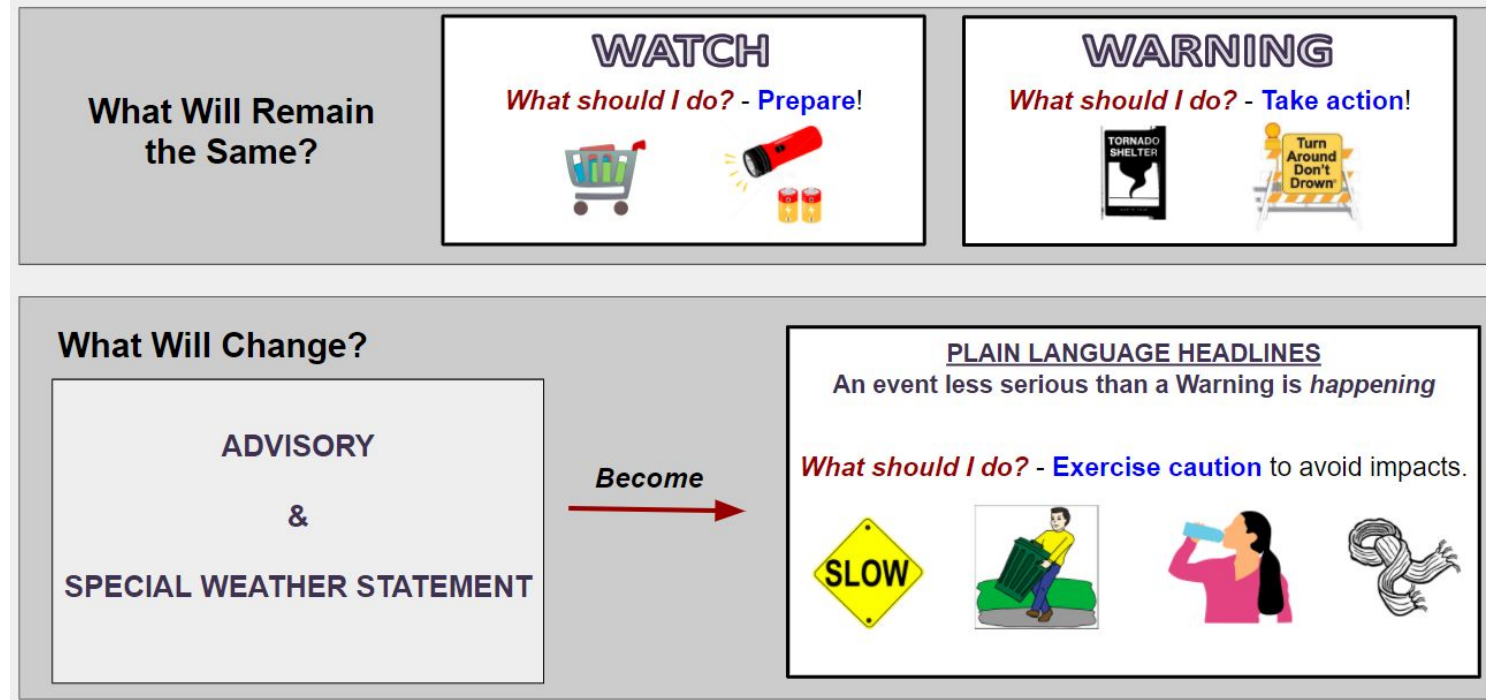 What Will Remain
the Same?
WATCH
What should I do? - Prepare!
WARNING
What should I do? - Take action!
TORNADO
SHELTER
Turn
Around
Don't
Drown
What Will Change?
ADVISORY
&
SPECIAL WEATHER STATEMENT
Become
PLAIN LANGUAGE HEADLINES
An event less serious than a Warning is happening
What should I do? - Exercise caution to avoid impacts.
SLOW